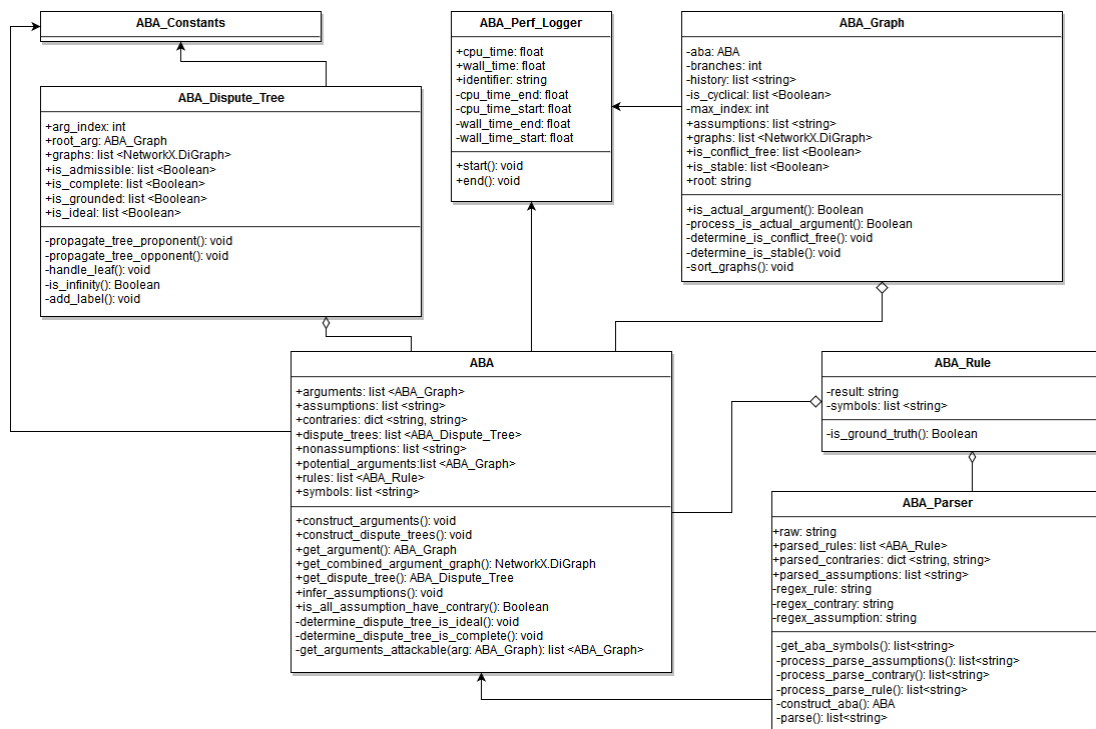 ABA_Constants
ABA_Dispute_Tree
+arg_index: int
+root_arg: ABA_Graph
+graphs: list <NetworkX.DiGraph>
+is_admissible: list <Boolean>
+is_complete: list <Boolean>
+is_grounded: list <Boolean>
+is_ideal: list <Boolean>
-propagate_tree_proponent(): void
-propagate_tree_opponent(): void
-handle_leaf(): void
-is_infinity(): Boolean
-add_label(): void
ABA_Perf_Logger
+cpu_time: float
+wall_time: float
+identifier: string
-cpu_time_end: float
-cpu_time_start: float
-wall_time_end: float
-wall_time_start: float
+start(): void
+end(): void
ABA_Graph
-aba: ABA
-branches: int
-history: list <string>
-is_cyclical: list <Boolean>
-max_index: int
+assumptions: list <string>
+graphs: list <NetworkX.DiGraph>
+is_conflict_free: list <Boolean>
+is_stable: list <Boolean>
+root: string
+is_actual_argument(): Boolean
-process_is_actual_argument(): Boolean
-determine_is_conflict_free(): void
-determine_is_stable(): void
-sort_graphs(): void
ABA
+arguments: list <ABA_Graph>
+assumptions: list <string>
+contraries: dict <string, string>
+dispute_trees: list <ABA_Dispute_Tree>
+nonassumptions: list <string>
+potential_arguments:list <ABA_Graph>
+rules: list <ABA_Rule>
+symbols: list <string>
+construct_arguments(): void
+construct_dispute_trees(): void
+get_argument(): ABA_Graph
+get_combined_argument_graph(): NetworkX.DiGraph
+get_dispute_tree(): ABA_Dispute_Tree
+infer_assumptions(): void
+is_all_assumption_have_contrary(): Boolean
-determine_dispute_tree_is_ideal(): void
-determine_dispute_tree_is_complete(): void
-get_arguments_attackable(arg: ABA_Graph): list <ABA_Graph>
ABA_Rule
-result: string
-symbols: list <string>
-is_ground_truth(): Boolean
ABA_Parser
+raw: string
+parsed_rules: list <ABA_Rule>
+parsed_contraries: dict <string, string>
+parsed_assumptions: list <string>
-regex_rule: string
-regex_contrary: string
-regex_assumption: string
-get_aba_symbols(): list<string>
-process_parse_assumptions(): list<string>
-process_parse_contrary(): list<string>
-process_parse_rule(): list<string>
-construct_aba(): ABA
-parse(): list<string>